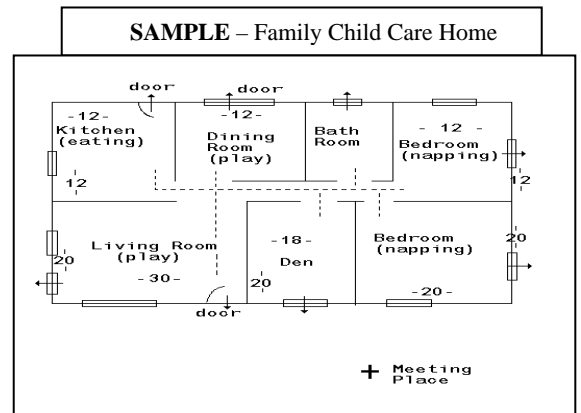 SAMPLE – Family Child Care Home
door
door
-12-
Kitchen
(eating)
12
-12-
Dining
Room
(play)
Bath
Room
- 12 -
Bedroom
(napping)
12
Living Room
(play)
20
-30-
door
-18-
Den
20
Bedroom
(napping)
20
-20-
+ Meeting
Place